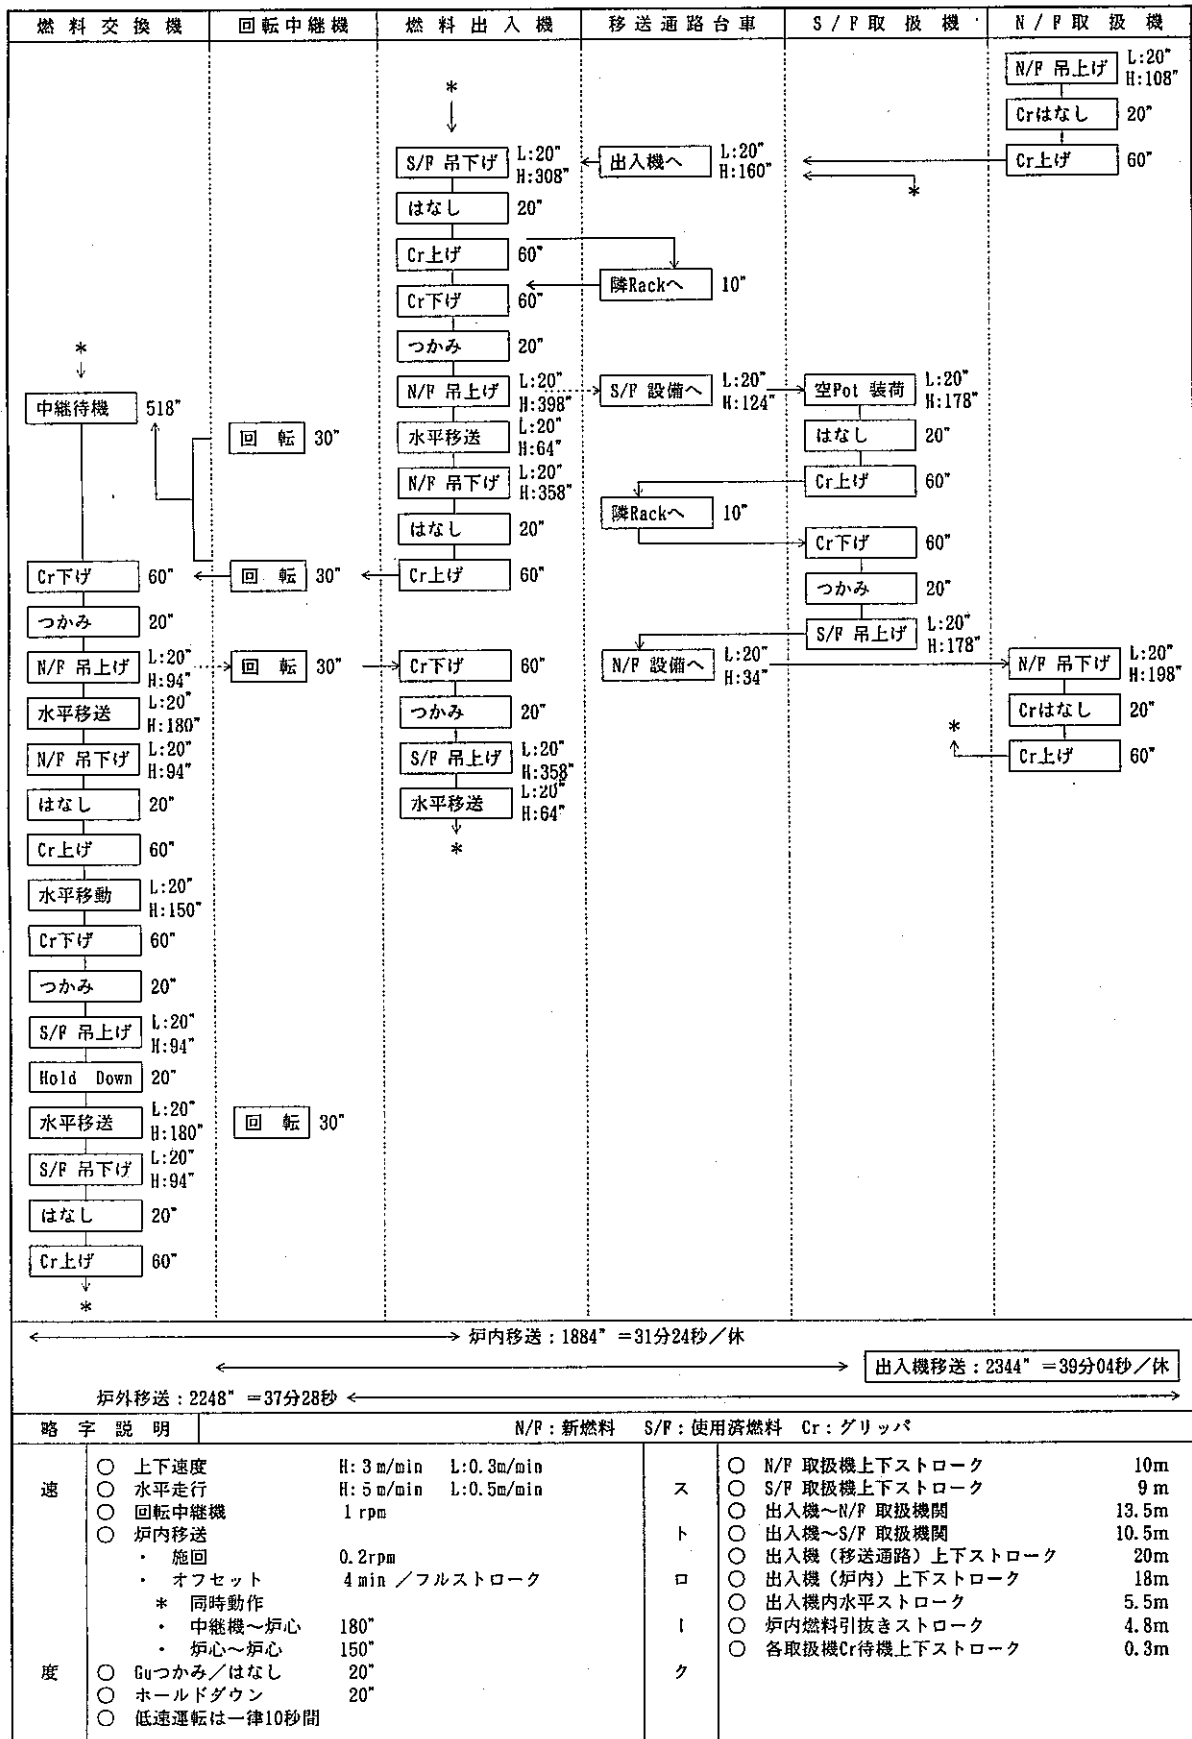 燃料交換機 回転中継機 燃料出入機 移送通路台車 S/F取扱機 N/F取扱機
N/F 吊上げ L:20" H:108"
*
Crはなし 20"
S/F 吊下げ L:20" H:308" 出入機へ L:20" H:160" Cr上げ 60"
*
はなし 20"
Cr上げ 60"
隣Rackへ 10"
Cr下げ 60"
*
つかみ 20"
N/F 吊上げ L:20" H:398" S/F 設備へ L:20" H:124" 空Pot 装荷 L:20" H:178"
中継待機 518"
回 転 30" 水平移送 L:20" H:64" はなし 20"
N/F 吊下げ L:20" H:358" Cr上げ 60"
隣Rackへ 10"
はなし 20" Cr下げ 60"
Cr下げ 60" 回 転 30" Cr上げ 60" つかみ 20"
つかみ 20" S/F 吊上げ L:20" H:178"
N/F 吊上げ L:20" H:94" 回 転 30" Cr下げ 60" N/F 設備へ L:20" H:34" N/F 吊下げ L:20" H:198"
水平移送 L:20" H:180" つかみ 20" Crはなし 20"
*
N/F 吊下げ L:20" H:94" S/F 吊上げ L:20" H:358" Cr上げ 60"
はなし 20" 水平移送 L:20" H:64"
Cr上げ 60" *
水平移動 L:20" H:150"
Cr下げ 60"
つかみ 20"
S/F 吊上げ L:20" H:94"
Hold Down 20"
水平移送 L:20" H:180" 回 転 30"
S/F 吊下げ L:20" H:94"
はなし 20"
Cr上げ 60"
*
炉内移送:1884" =31分24秒/休
出入機移送:2344" =39分04秒/休
炉外移送:2248" =37分28秒
略 字 説 明 N/F:新燃料 S/F:使用済燃料 Cr:グリッパ
速度
○ 上下速度 H:3m/min L:0.3m/min
○ 水平走行 H:5m/min L:0.5m/min
○ 回転中継機 1rpm
○ 炉内移送
・ 施回 0.2rpm
・ オフセット 4min/フルストローク
* 同時動作
・ 中継機~炉心 180"
・ 炉心~炉心 150"
○ Guつかみ/はなし 20"
○ ホールドダウン 20"
○ 低速運転は一律10秒間
ストローク
○ N/F 取扱機上下ストローク 10m
○ S/F 取扱機上下ストローク 9m
○ 出入機~N/F 取扱機関 13.5m
○ 出入機~S/F 取扱機関 10.5m
○ 出入機(移送通路)上下ストローク 20m
○ 出入機(炉内)上下ストローク 18m
○ 出入機内水平ストローク 5.5m
○ 炉内燃料引抜きストローク 4.8m
○ 各取扱機Cr待機上下ストローク 0.3m